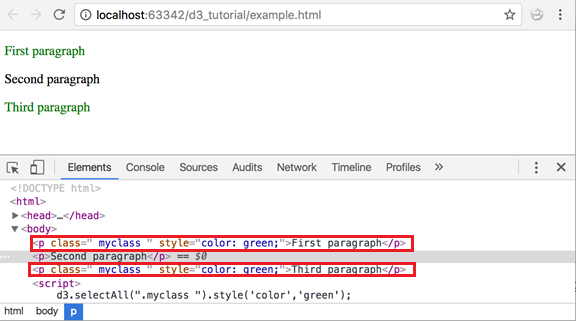 localhost:63342/d3_tutorial/example.html
First paragraph
Second paragraph
Third paragraph
Elements Console Sources Audits Network Timeline Profiles »
<!DOCTYPE html>
<html>
<head>…</head>
<body>
<p class=" myclass " style="color: green;">First paragraph</p>
… <p>Second paragraph</p> == $0
<p class=" myclass " style="color: green;">Third paragraph</p>
<script>
d3.selectAll(".myclass ").style('color','green');
html body p